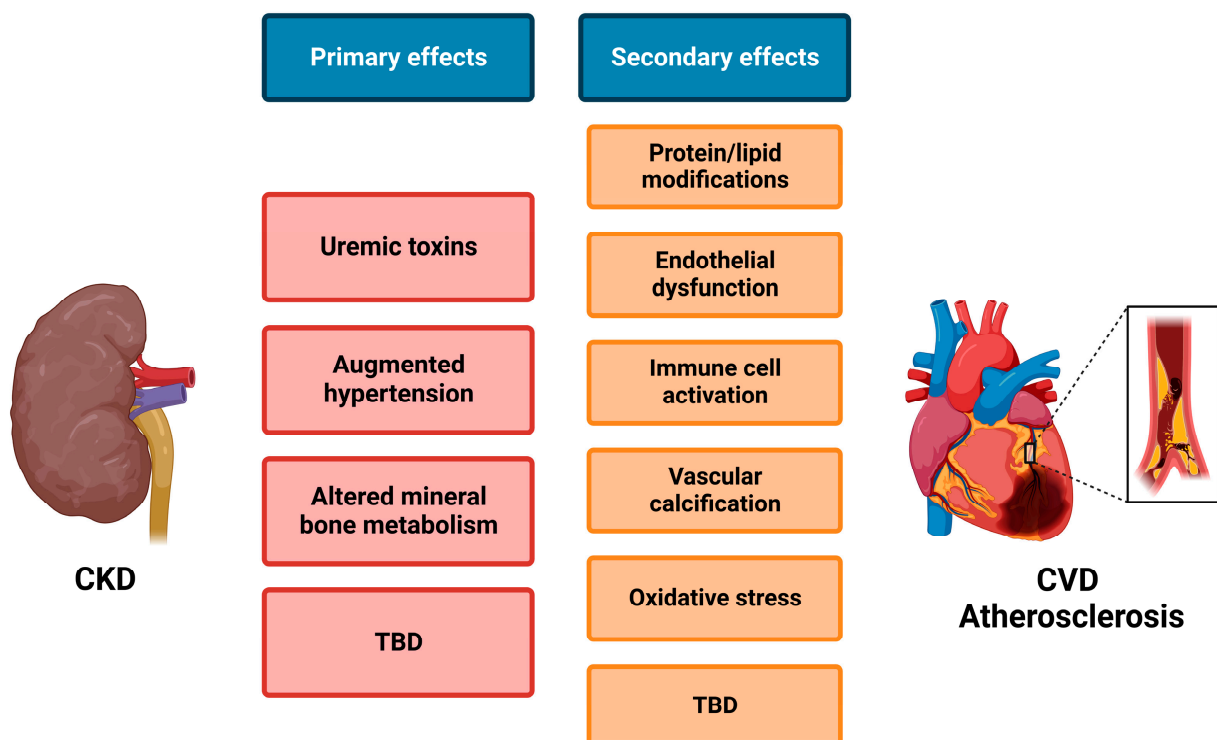 Primary effects
Secondary effects
Uremic toxins
Augmented
hypertension
Altered mineral
bone metabolism
TBD
Protein/lipid
modifications
Endothelial
dysfunction
Immune cell
activation
Vascular
calcification
Oxidative stress
TBD
CKD
CVD
Atherosclerosis